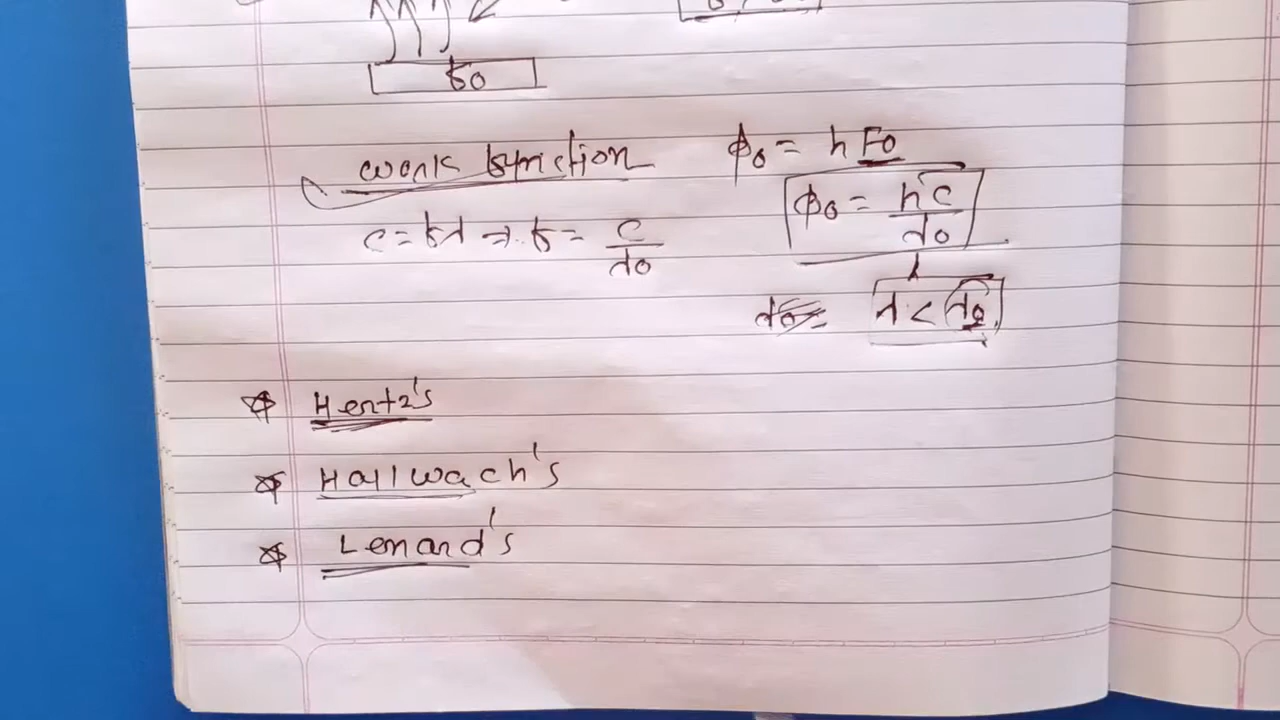 f0
work function ϕ0 = hF0
c = fλ ⇒ f = c/λ0 ϕ0 = hc/λ0
λ < λ0
Hertz's
Hallwach's
Lenard's